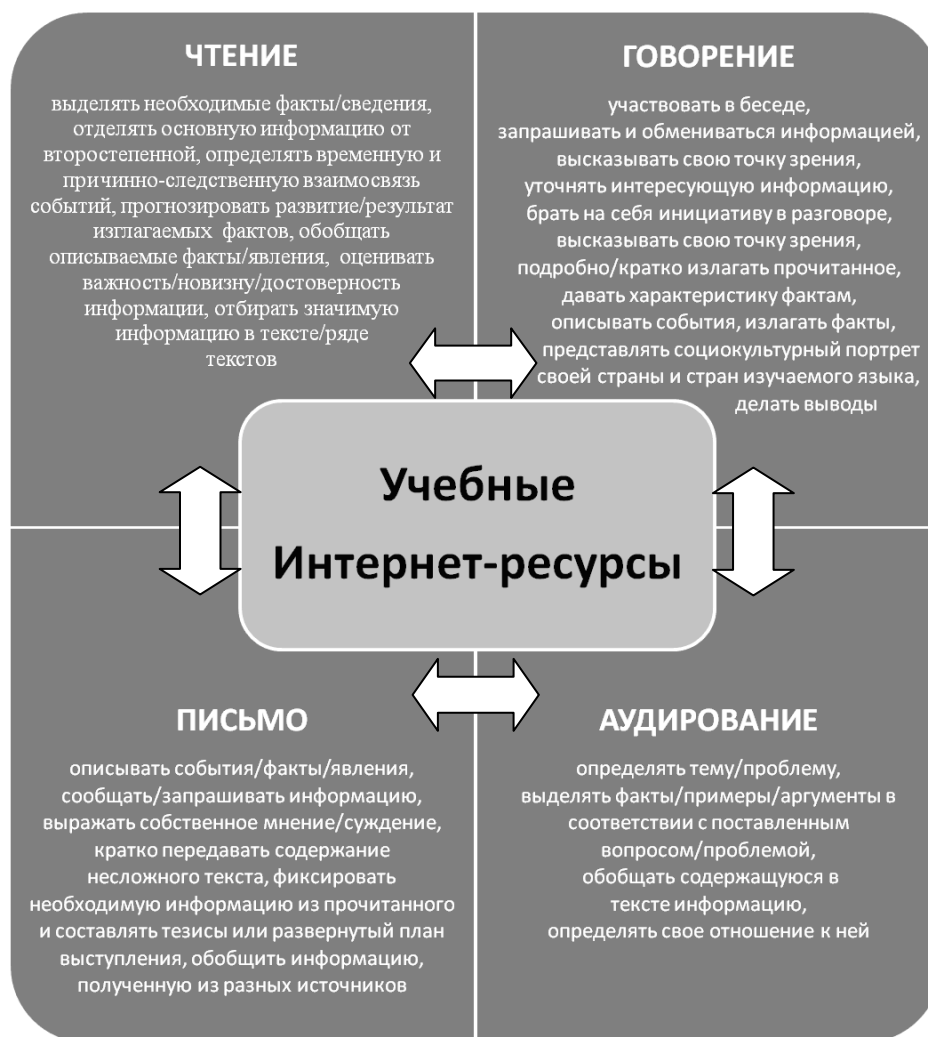 ЧТЕНИЕ
выделять необходимые факты/сведения,
отделять основную информацию от
второстепенной, определять временную и
причинно-следственную взаимосвязь
событий, прогнозировать развитие/результат
изглагаемых фактов, обобщать
описываемые факты/явления, оценивать
важность/новизну/достоверность
информации, отбирать значимую
информацию в тексте/ряде
текстов
ГОВОРЕНИЕ
участвовать в беседе,
запрашивать и обмениваться информацией,
высказывать свою точку зрения,
уточнять интересующую информацию,
брать на себя инициативу в разговоре,
высказывать свою точку зрения,
подробно/кратко излагать прочитанное,
давать характеристику фактам,
описывать события, излагать факты,
представлять социокультурный портрет
своей страны и стран изучаемого языка,
делать выводы
Учебные
Интернет-ресурсы
ПИСЬМО
описывать события/факты/явления,
сообщать/запрашивать информацию,
выражать собственное мнение/суждение,
кратко передавать содержание
несложного текста, фиксировать
необходимую информацию из прочитанного
и составлять тезисы или развернутый план
выступления, обобщить информацию,
полученную из разных источников
АУДИРОВАНИЕ
определять тему/проблему,
выделять факты/примеры/аргументы в
соответствии с поставленным
вопросом/проблемой,
обобщать содержащуюся в
тексте информацию,
определять свое отношение к ней